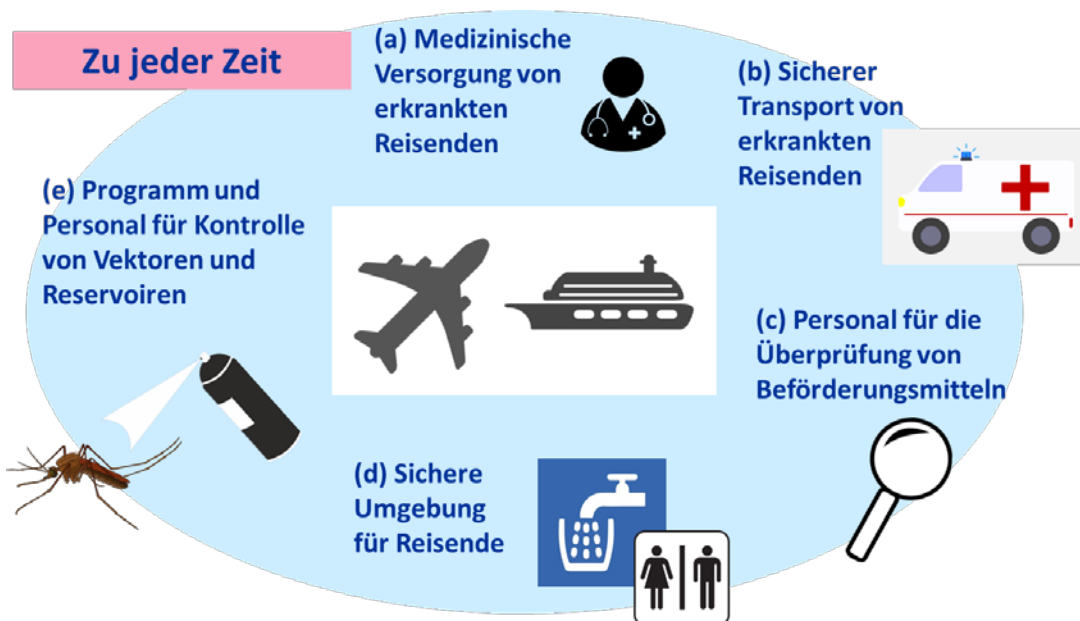 Zu jeder Zeit
(a) Medizinische
Versorgung von
erkrankten
Reisenden
(b) Sicherer
Transport von
erkrankten
Reisenden
(c) Personal für die
Überprüfung von
Beförderungsmitteln
(d) Sichere
Umgebung
für Reisende
(e) Programm und
Personal für Kontrolle
von Vektoren und
Reservoiren